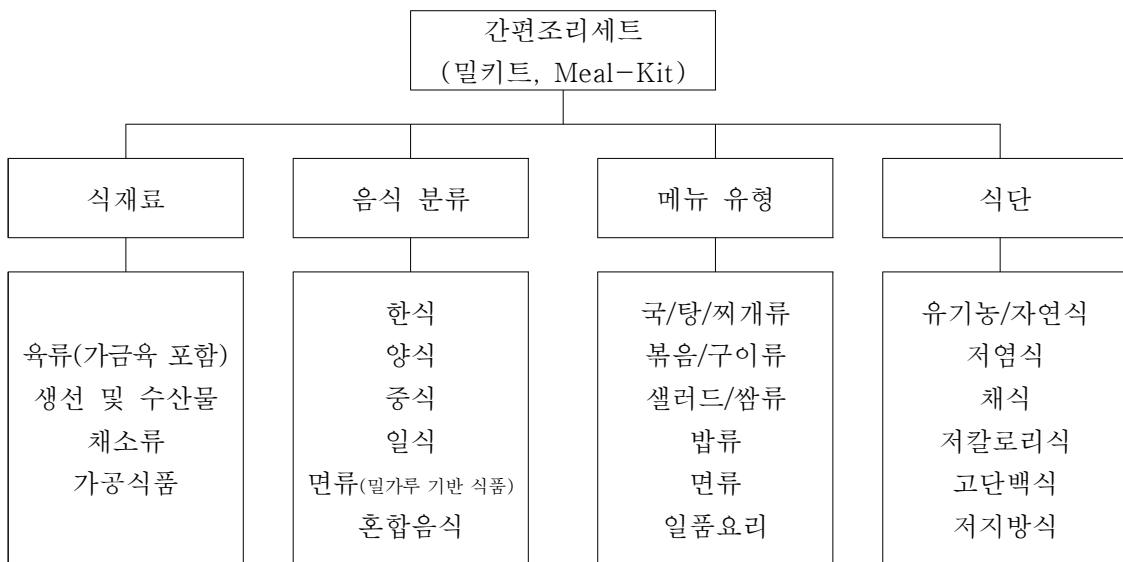 간편조리세트
(밀키트, Meal-Kit)
식재료
음식 분류
메뉴 유형
식단
육류(가금육 포함)
생선 및 수산물
채소류
가공식품
한식
양식
중식
일식
면류(밀가루 기반 식품)
혼합음식
국/탕/찌개류
볶음/구이류
샐러드/쌈류
밥류
면류
일품요리
유기농/자연식
저염식
채식
저칼로리식
고단백식
저지방식